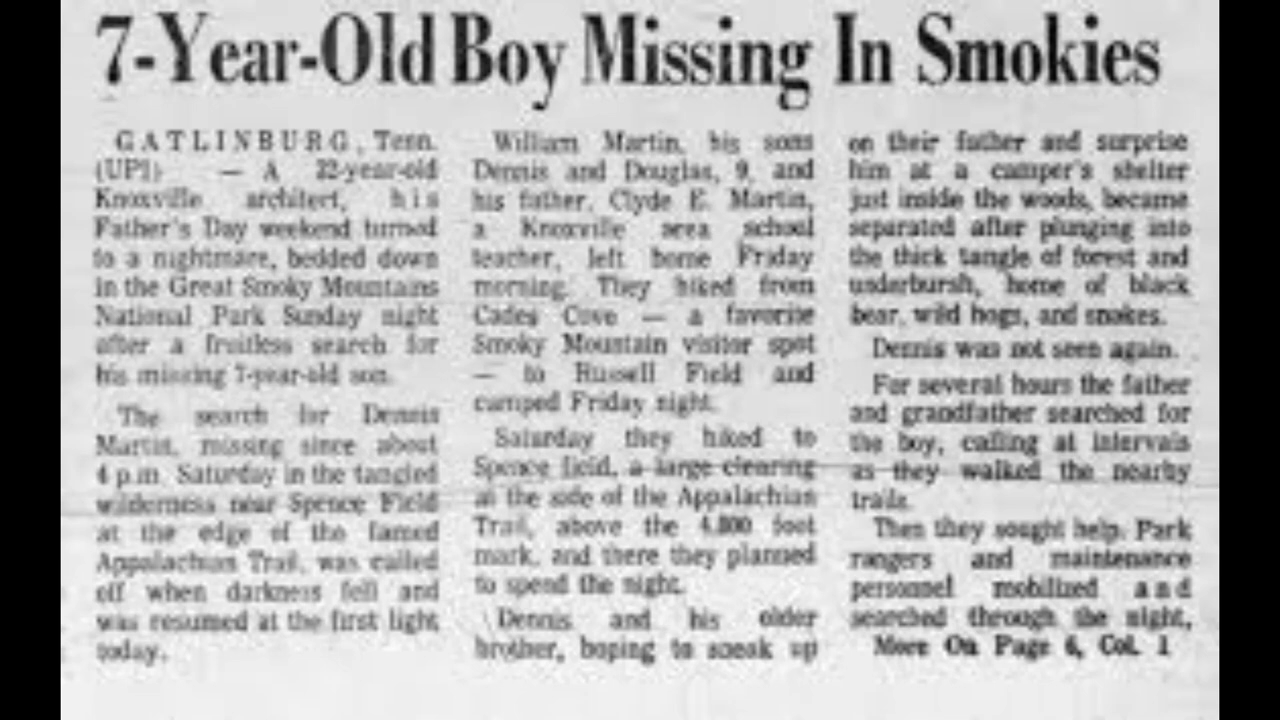 7-Year-Old Boy Missing In Smokies
GATLINBURG, Tenn.
(UPI) — A 22-year-old
Knoxville architect, his
Father's Day weekend turned
to a nightmare, bedded down
in the Great Smoky Mountains
National Park Sunday night
after a fruitless search for
his missing 7-year-old son.
The search for Dennis
Martin, missing since about
4 p.m. Saturday in the tangled
wilderness near Spence Field
at the edge of the famed
Appalachian Trail, was called
off when darkness fell and
was resumed at the first light
today.
William Martin, his sons
Dennis and Douglas, 9, and
his father, Clyde E. Martin,
a Knoxville area school
teacher, left home Friday
morning. They hiked from
Cades Cove — a favorite
Smoky Mountain visitor spot
— to Russell Field and
camped Friday night.
Saturday they hiked to
Spence field, a large clearing
at the side of the Appalachian
Trail, above the 4,800 foot
mark, and there they planned
to spend the night.
Dennis and his older
brother, hoping to sneak up
on their father and surprise
him at a camper's shelter
just inside the woods, became
separated after plunging into
the thick tangle of forest and
underbursh, home of black
bear, wild hogs, and snakes.
Dennis was not seen again.
For several hours the father
and grandfather searched for
the boy, calling at intervals
as they walked the nearby
trails.
Then they sought help. Park
rangers and maintenance
personnel mobilized and
searched through the night,
More On Page 6, Col. 1